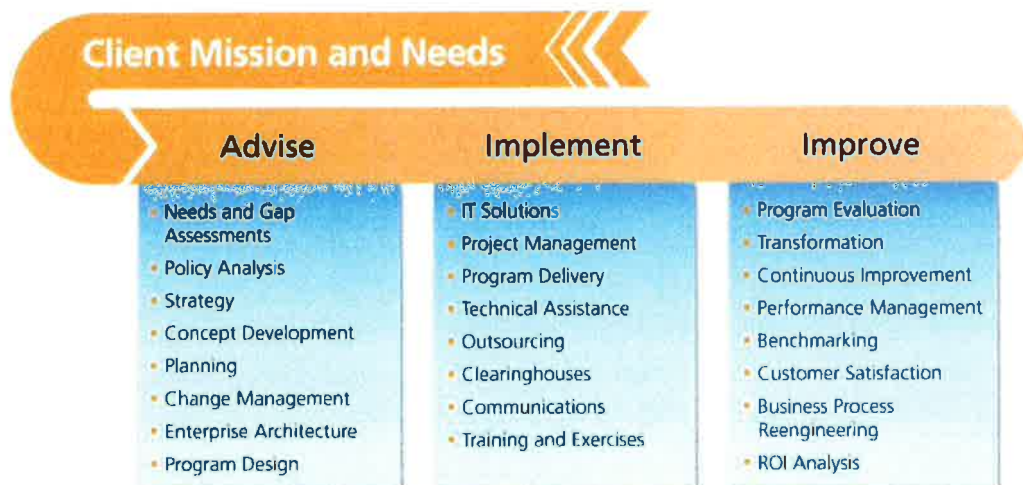 Client Mission and Needs
Advise
Implement
Improve
• Needs and Gap
Assessments
• Policy Analysis
• Strategy
• Concept Development
• Planning
• Change Management
• Enterprise Architecture
• Program Design
• IT Solutions
• Project Management
• Program Delivery
• Technical Assistance
• Outsourcing
• Clearinghouses
• Communications
• Training and Exercises
• Program Evaluation
• Transformation
• Continuous Improvement
• Performance Management
• Benchmarking
• Customer Satisfaction
• Business Process
Reengineering
• ROI Analysis